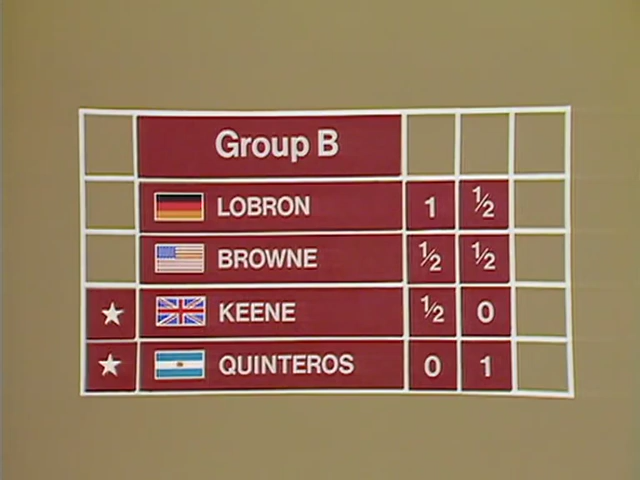 Group B
LOBRON 1 ½
BROWNE ½ ½
★ KEENE ½ 0
★ QUINTEROS 0 1